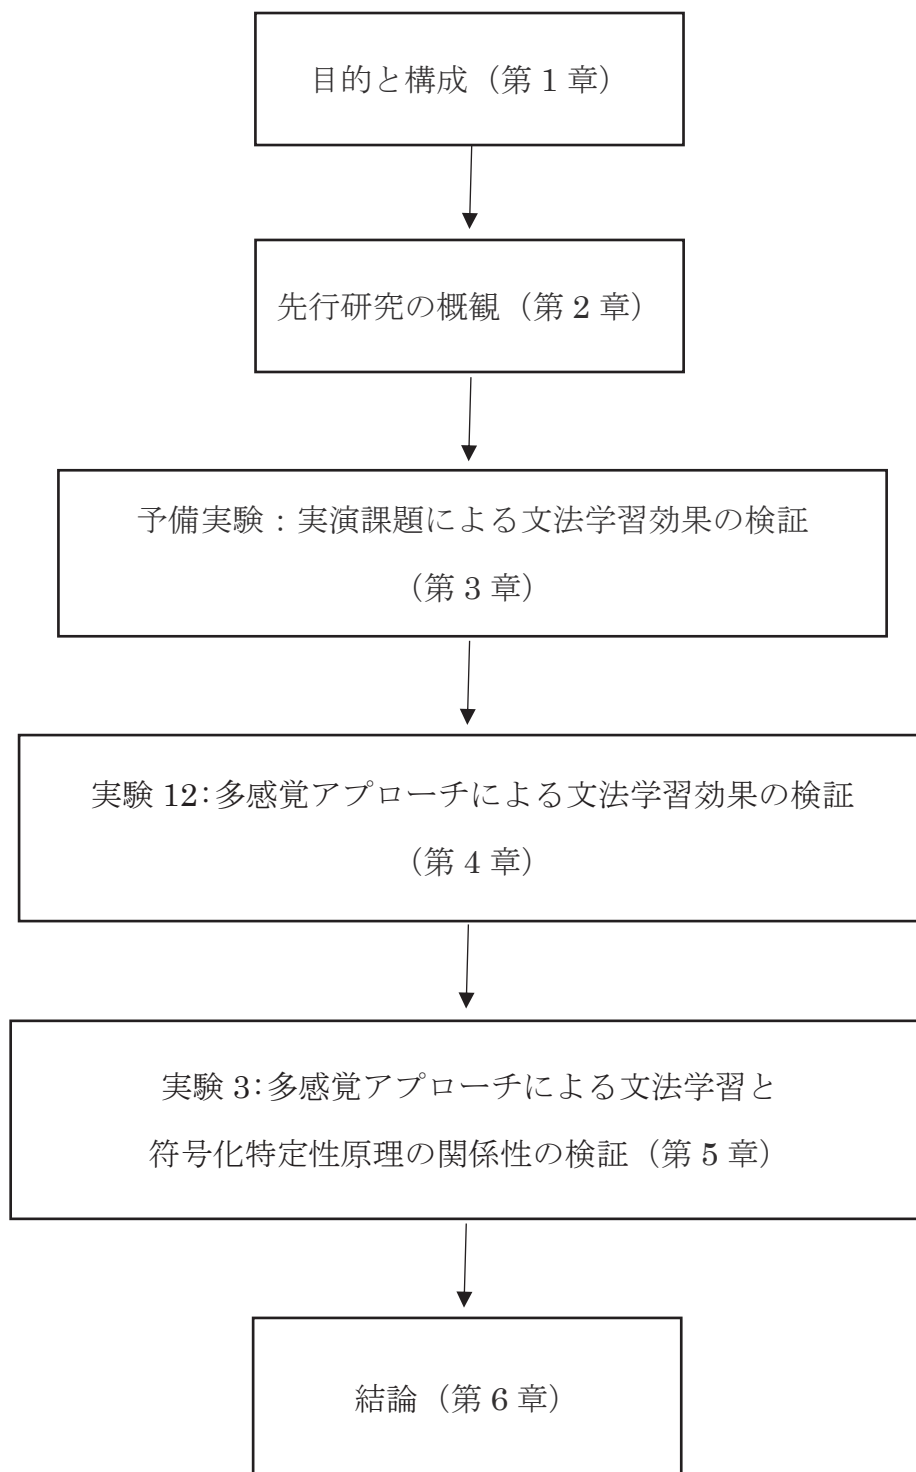 目的と構成（第 1 章）
先行研究の概観（第 2 章）
予備実験：実演課題による文法学習効果の検証
（第 3 章）
実験 12：多感覚アプローチによる文法学習効果の検証
（第 4 章）
実験 3：多感覚アプローチによる文法学習と
符号化特定性原理の関係性の検証（第 5 章）
結論（第 6 章）